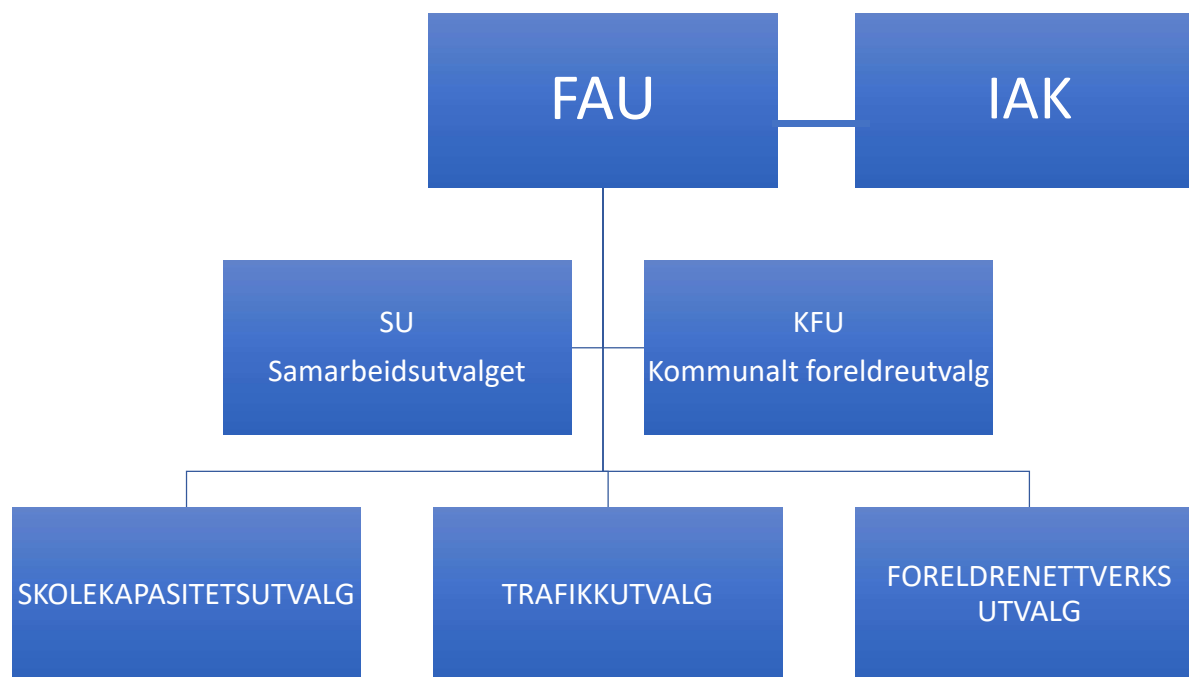 FAU
IAK
SU
Samarbeidsutvalget
KFU
Kommunalt foreldreutvalg
SKOLEKAPASITETSUTVALG
TRAFIKKUTVALG
FORELDRENETTVERKS
UTVALG